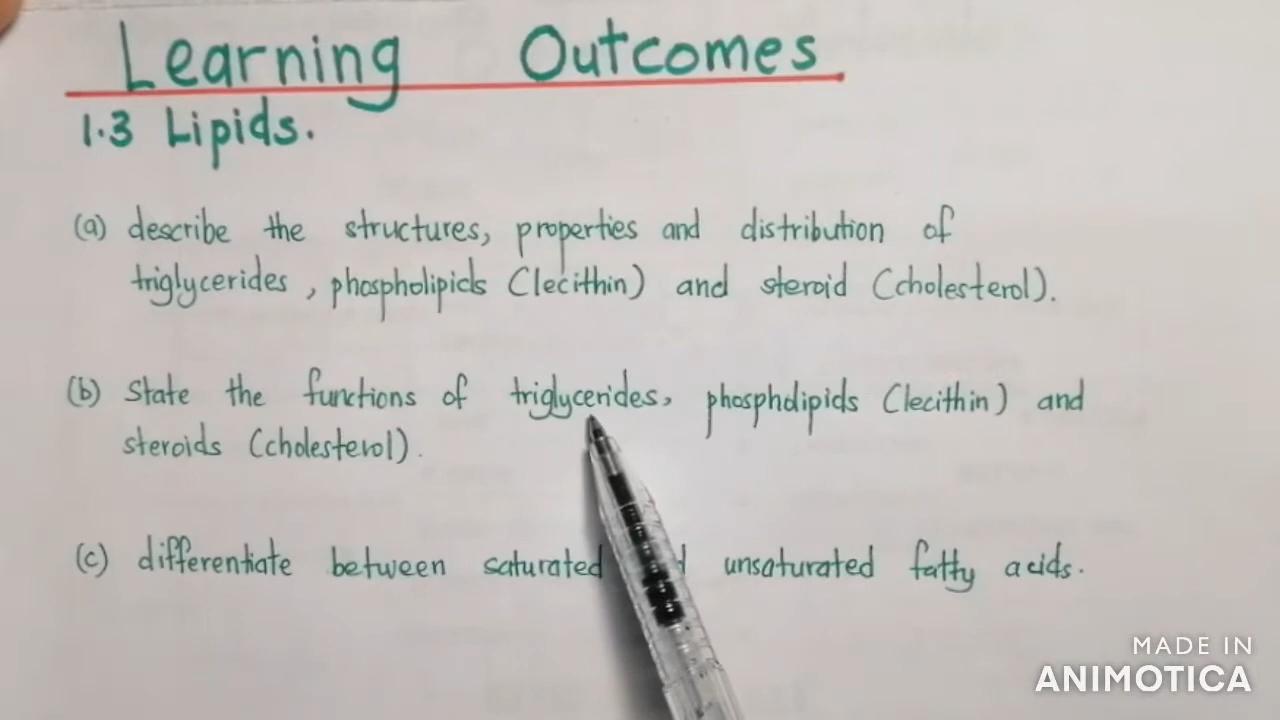 Learning Outcomes
1.3 Lipids.
(a) describe the structures, properties and distribution of
triglycerides, phospholipids (lecithin) and steroid (cholesterol).
(b) State the functions of triglycerides, phospholipids (lecithin) and
steroids (cholesterol).
(c) differentiate between saturated unsaturated fatty acids.
MADE IN
ANIMOTICA